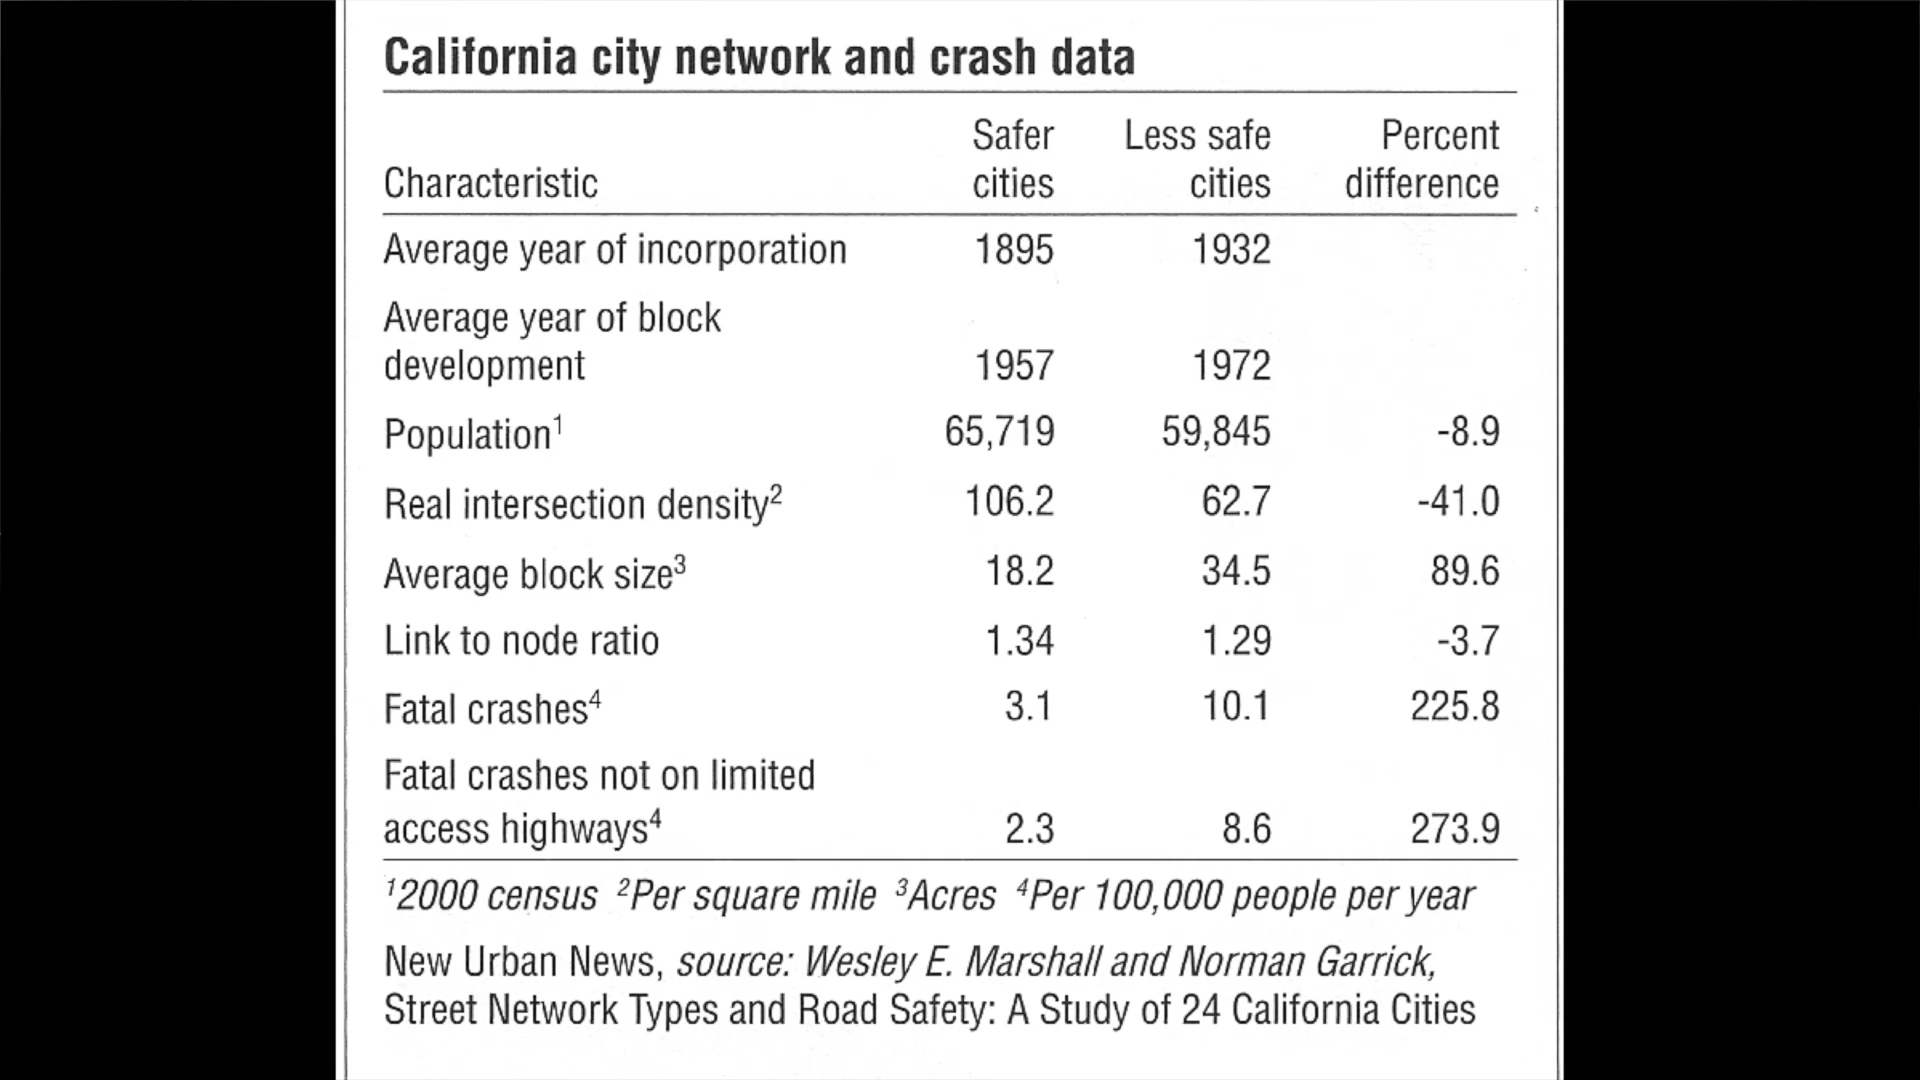 California city network and crash data
Safer Less safe Percent
Characteristic cities cities difference
Average year of incorporation 1895 1932
Average year of block
development 1957 1972
Population¹ 65,719 59,845 -8.9
Real intersection density² 106.2 62.7 -41.0
Average block size³ 18.2 34.5 89.6
Link to node ratio 1.34 1.29 -3.7
Fatal crashes⁴ 3.1 10.1 225.8
Fatal crashes not on limited
access highways⁴ 2.3 8.6 273.9
¹2000 census ²Per square mile ³Acres ⁴Per 100,000 people per year
New Urban News, source: Wesley E. Marshall and Norman Garrick,
Street Network Types and Road Safety: A Study of 24 California Cities